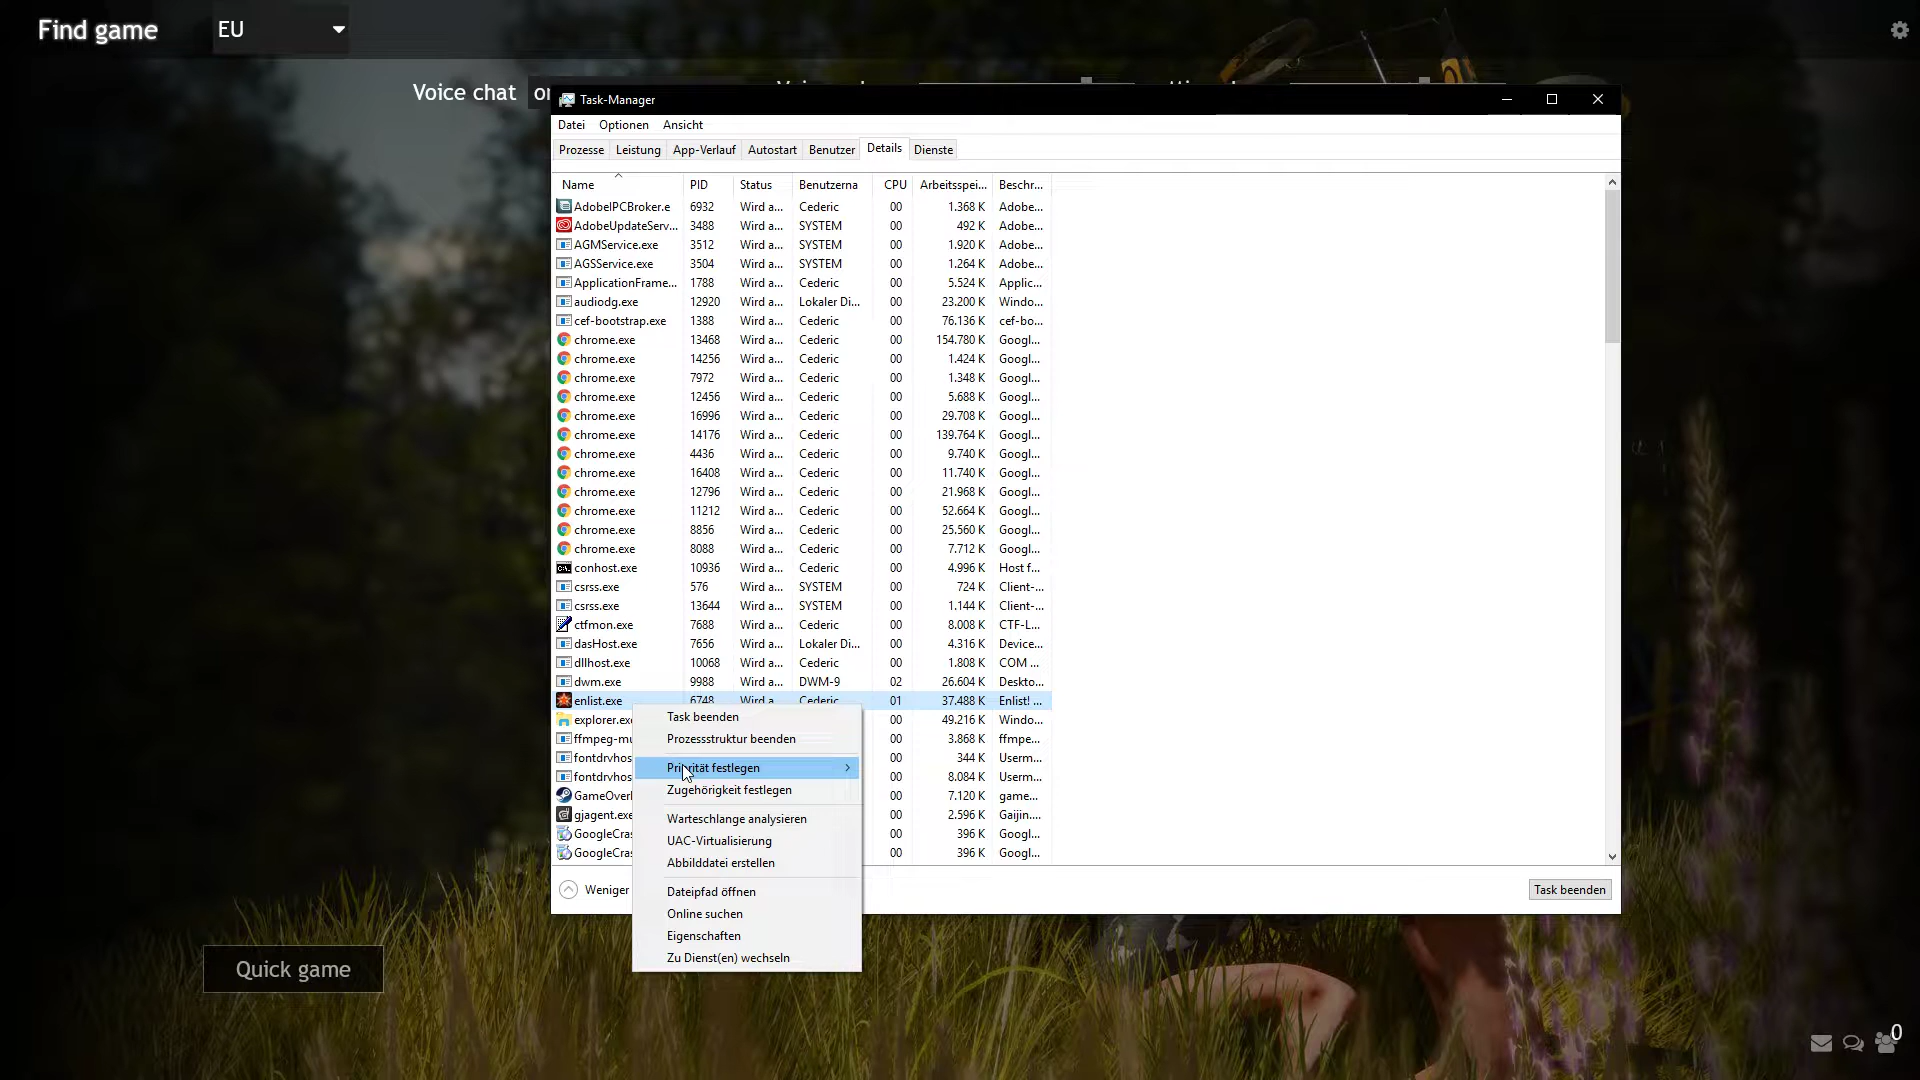 Find game EU
Voice chat
Task-Manager
Datei Optionen Ansicht
Prozesse Leistung App-Verlauf Autostart Benutzer Details Dienste
Name PID Status Benutzerna CPU Arbeitsspei... Beschr...
AdobeIPCBroker.e 6932 Wird a... Cederic 00 1.368 K Adobe...
AdobeUpdateServ... 3488 Wird a... SYSTEM 00 492 K Adobe...
AGMService.exe 3512 Wird a... SYSTEM 00 1.920 K Adobe...
AGSService.exe 3504 Wird a... SYSTEM 00 1.264 K Adobe...
ApplicationFrame... 1788 Wird a... Cederic 00 5.524 K Applic...
audiodg.exe 12920 Wird a... Lokaler Di... 00 23.200 K Windo...
cef-bootstrap.exe 1388 Wird a... Cederic 00 76.136 K cef-bo...
chrome.exe 13468 Wird a... Cederic 00 154.780 K Googl...
chrome.exe 14256 Wird a... Cederic 00 1.424 K Googl...
chrome.exe 7972 Wird a... Cederic 00 1.348 K Googl...
chrome.exe 12456 Wird a... Cederic 00 5.688 K Googl...
chrome.exe 16996 Wird a... Cederic 00 29.708 K Googl...
chrome.exe 14176 Wird a... Cederic 00 139.764 K Googl...
chrome.exe 4436 Wird a... Cederic 00 9.740 K Googl...
chrome.exe 16408 Wird a... Cederic 00 11.740 K Googl...
chrome.exe 12796 Wird a... Cederic 00 21.968 K Googl...
chrome.exe 11212 Wird a... Cederic 00 52.664 K Googl...
chrome.exe 8856 Wird a... Cederic 00 25.560 K Googl...
chrome.exe 8088 Wird a... Cederic 00 7.712 K Googl...
conhost.exe 10936 Wird a... Cederic 00 4.996 K Host f...
csrss.exe 576 Wird a... SYSTEM 00 724 K Client-...
csrss.exe 13644 Wird a... SYSTEM 00 1.144 K Client-...
ctfmon.exe 7688 Wird a... Cederic 00 8.008 K CTF-L...
dasHost.exe 7656 Wird a... Lokaler Di... 00 4.316 K Device...
dllhost.exe 10068 Wird a... Cederic 00 1.808 K COM ...
dwm.exe 9988 Wird a... DWM-9 02 26.604 K Deskto...
enlist.exe 6748 Wird a Cederic 01 37.488 K Enlist! ...
explorer.exe 00 49.216 K Windo...
ffmpeg-mu 00 3.868 K ffmpe...
fontdrvhos 00 344 K Userm...
fontdrvhos 00 8.084 K Userm...
GameOverl 00 7.120 K game...
gjagent.exe 00 2.596 K Gaijin....
GoogleCras 00 396 K Googl...
GoogleCras 00 396 K Googl...
Task beenden
Prozessstruktur beenden
Priorität festlegen
Zugehörigkeit festlegen
Warteschlange analysieren
UAC-Virtualisierung
Abbilddatei erstellen
Dateipfad öffnen
Online suchen
Eigenschaften
Zu Dienst(en) wechseln
Weniger
Task beenden
Quick game
0